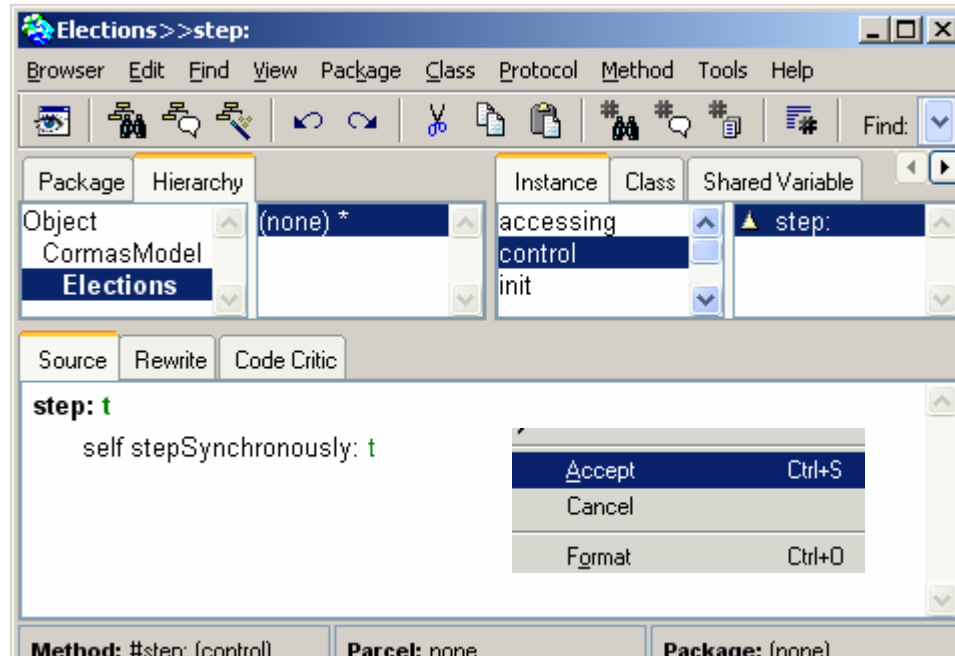 Elections>>step:
Browser Edit Find View Package Class Protocol Method Tools Help
Find:
Package Hierarchy Instance Class Shared Variable
Object (none) * accessing step:
CormasModel control
Elections init
Source Rewrite Code Critic
step: t
self stepSynchronously: t
Accept Ctrl+S
Cancel
Format Ctrl+O
Method: #step: (control) Parcel: none Package: (none)